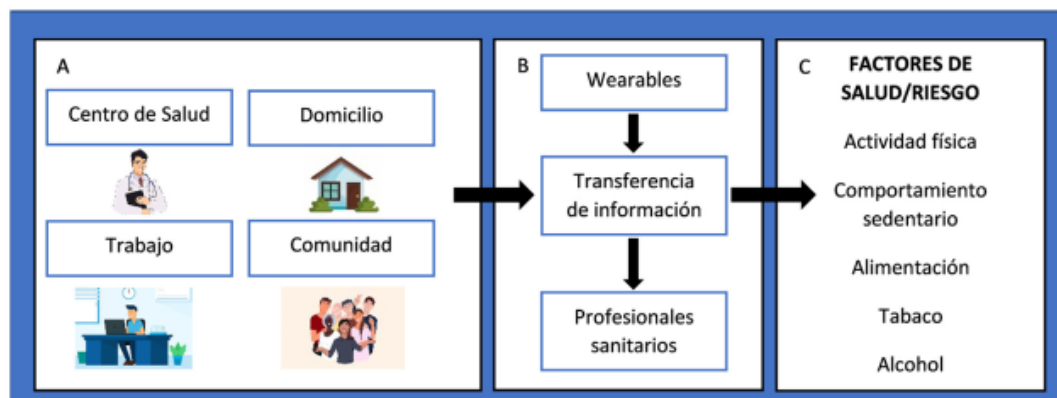 A
Centro de Salud
Domicilio
Trabajo
Comunidad
B
Wearables
Transferencia
de información
Profesionales
sanitarios
C
FACTORES DE
SALUD/RIESGO
Actividad física
Comportamiento
sedentario
Alimentación
Tabaco
Alcohol